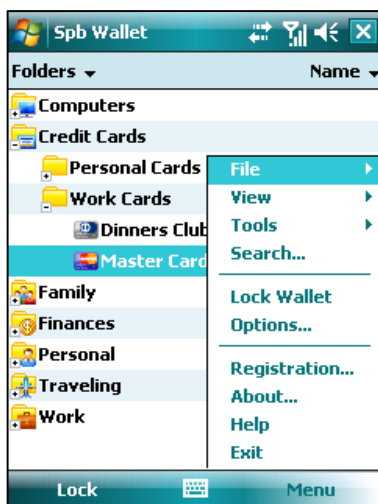 Spb Wallet
Folders Name
Computers
Credit Cards
Personal Cards
Work Cards
Dinners Club
Master Card
Family
Finances
Personal
Traveling
Work
File
View
Tools
Search...
Lock Wallet
Options...
Registration...
About...
Help
Exit
Lock Menu